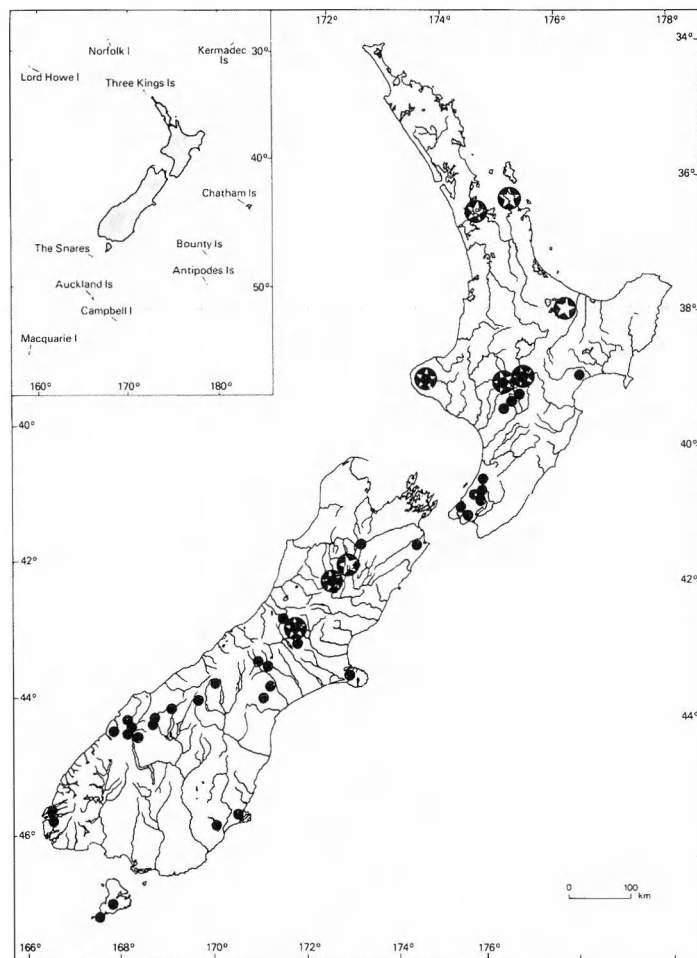 172°
174°
176°
178°
34°
36°
38°
40°
42°
44°
Norfolk I
Kermadec
Is
30°
Lord Howe I
Three Kings Is
40°
Chatham Is
The Snares
Bounty Is
Antipodes Is
Auckland Is
50°
Campbell I
Macquarie I
160°
170°
180°
40°
42°
44°
46°
0 100
km
166°
168°
170°
172°
174°
176°